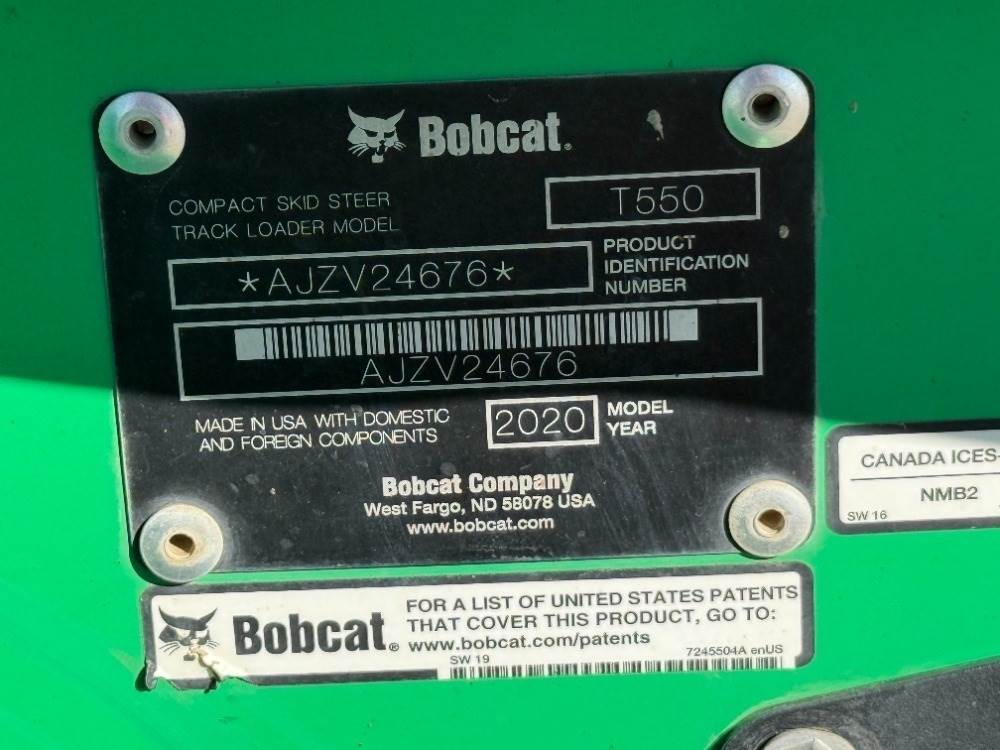 Bobcat.
COMPACT SKID STEER
TRACK LOADER MODEL
T550
*AJZV24676*
PRODUCT
IDENTIFICATION
NUMBER
AJZV24676
MADE IN USA WITH DOMESTIC
AND FOREIGN COMPONENTS
2020
MODEL
YEAR
Bobcat Company
West Fargo, ND 58078 USA
www.bobcat.com
CANADA ICES-
NMB2
SW 16
Bobcat®
FOR A LIST OF UNITED STATES PATENTS
THAT COVER THIS PRODUCT, GO TO:
www.bobcat.com/patents
SW 19
7245504A enUS